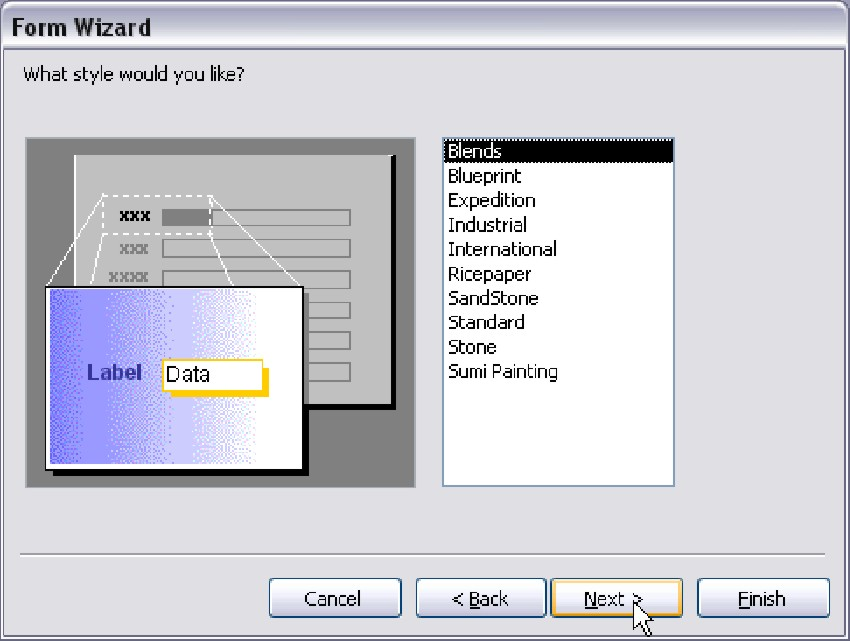 Form Wizard
What style would you like?
xxx
xxx
xxxx
Label Data
Blends
Blueprint
Expedition
Industrial
International
Ricepaper
SandStone
Standard
Stone
Sumi Painting
Cancel < Back Next > Finish